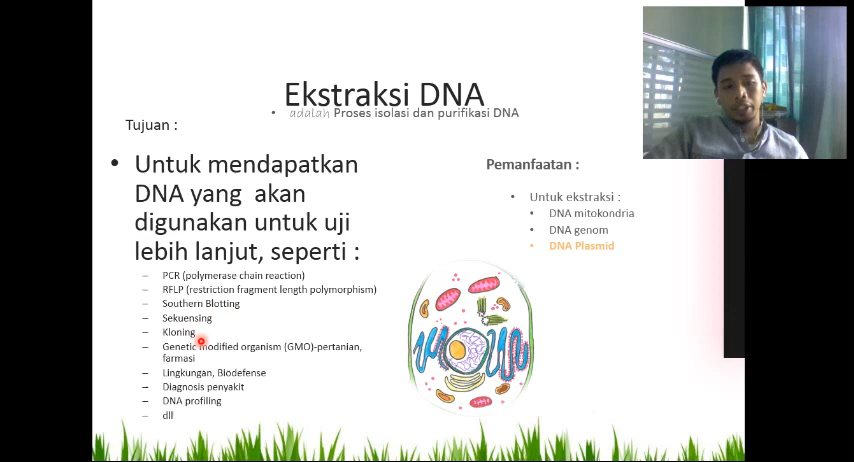 Ekstraksi DNA
• adalah Proses isolasi dan purifikasi DNA
Tujuan :
• Untuk mendapatkan
DNA yang akan
digunakan untuk uji
lebih lanjut, seperti :
– PCR (polymerase chain reaction)
– RFLP (restriction fragment length polymorphism)
– Southern Blotting
– Sekuensing
– Kloning
– Genetic modified organism (GMO)-pertanian,
farmasi
– Lingkungan, Biodefense
– Diagnosis penyakit
– DNA profiling
– dll
Pemanfaatan :
• Untuk ekstraksi :
• DNA mitokondria
• DNA genom
• DNA Plasmid